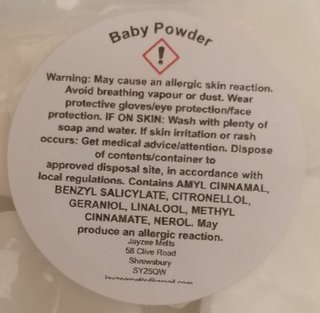 Baby Powder
!
Warning: May cause an allergic skin reaction.
Avoid breathing vapour or dust. Wear
protective gloves/eye protection/face
protection. IF ON SKIN: Wash with plenty of
soap and water. If skin irritation or rash
occurs: Get medical advice/attention. Dispose
of contents/container to
approved disposal site, in accordance with
local regulations. Contains AMYL CINNAMAL,
BENZYL SALICYLATE, CITRONELLOL,
GERANIOL, LINALOOL, METHYL
CINNAMATE, NEROL. May
produce an allergic reaction.
Jayzee Melts
58 Clive Road
Shrewsbury
SY25QW